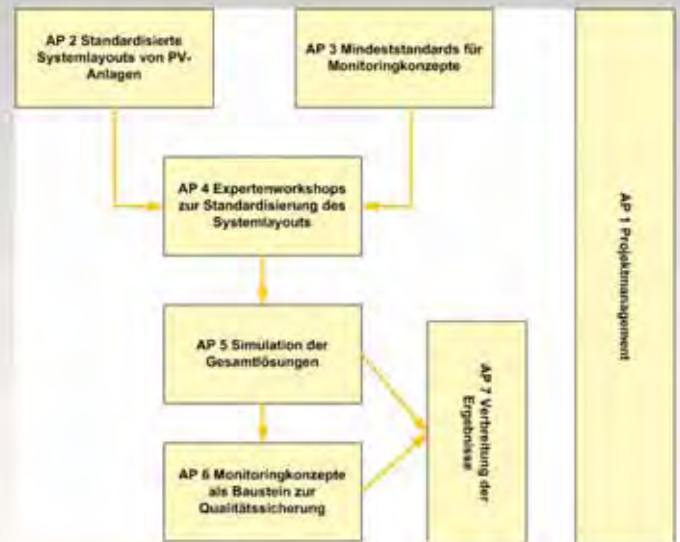 AP 2 Standardisierte
Systemlayouts von PV-
Anlagen
AP 3 Mindeststandards für
Monitoringkonzepte
AP 4 Expertenworkshops
zur Standardisierung des
Systemlayouts
AP 5 Simulation der
Gesamtlösungen
AP 6 Monitoringkonzepte
als Baustein zur
Qualitätssicherung
AP 7 Verbreitung der
Ergebnisse
AP 1 Projektmanagement